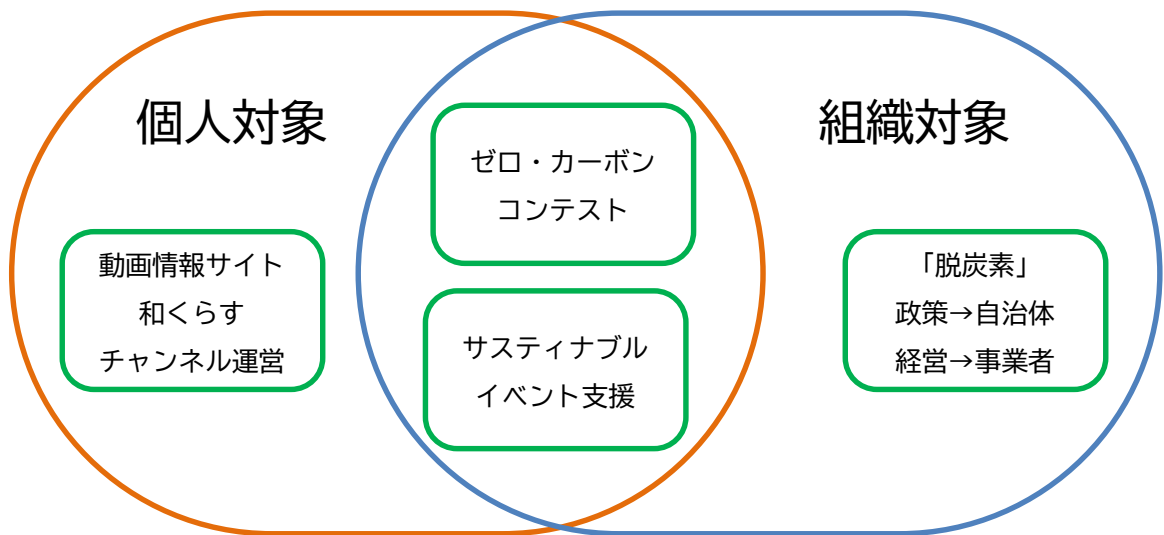 個人対象
組織対象
ゼロ・カーボン
コンテスト
動画情報サイト
和くらす
チャンネル運営
サスティナブル
イベント支援
「脱炭素」
政策→自治体
経営→事業者